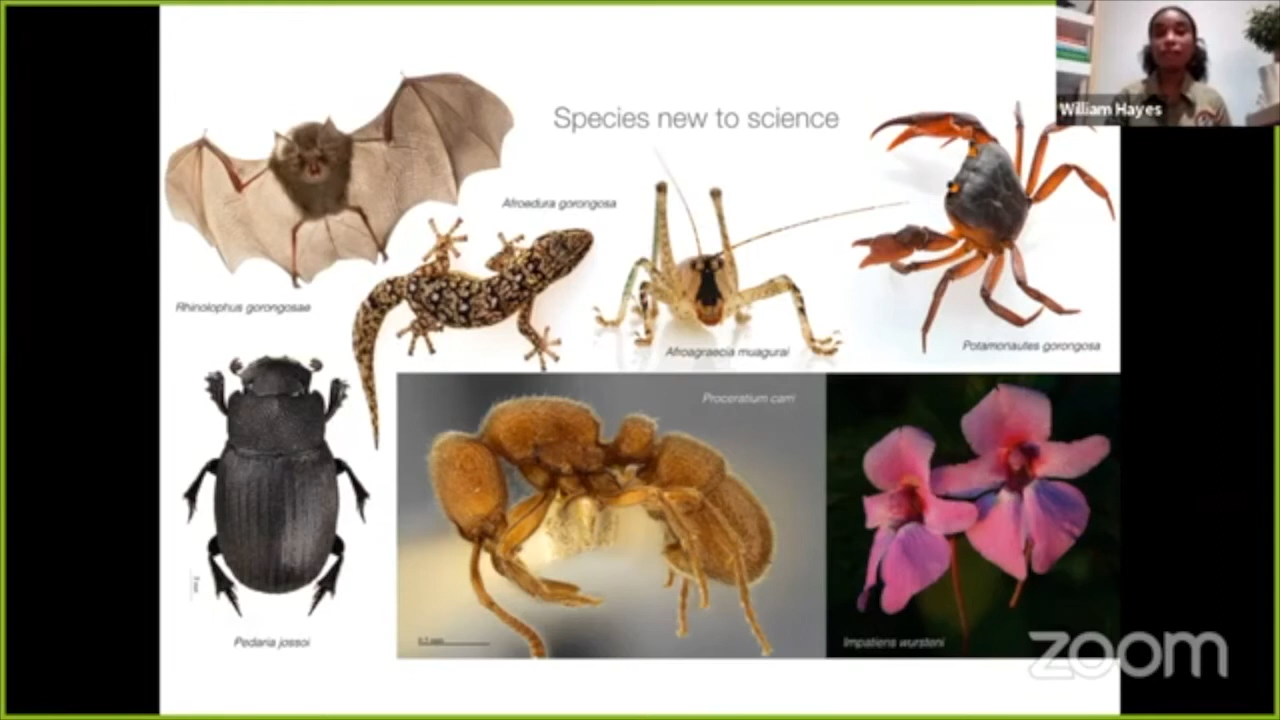 William Hayes
Species new to science
Afroedura gorongosa
Rhinolophus gorongosae
Afroagraecia muagurai
Potamonautes gorongosa
Proceratium carri
Pedaria jossoi
Impatiens wursteni
zoom